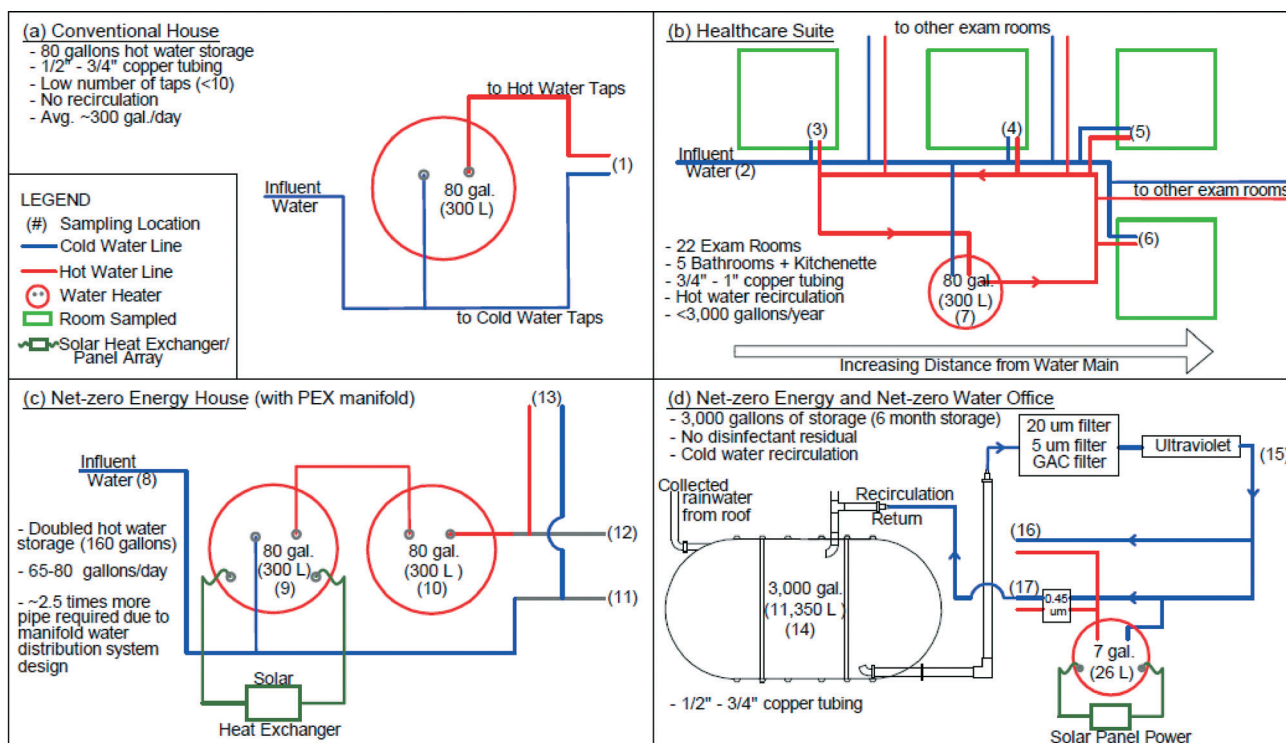 (a) Conventional House
- 80 gallons hot water storage
- 1/2" - 3/4" copper tubing
- Low number of taps (<10)
- No recirculation
- Avg. ~300 gal./day
to Hot Water Taps
(1)
80 gal.
(300 L)
Influent
Water
to Cold Water Taps
LEGEND
(#) Sampling Location
Cold Water Line
Hot Water Line
Water Heater
Room Sampled
Solar Heat Exchanger/
Panel Array
(b) Healthcare Suite
to other exam rooms
(3)
(4)
(5)
Influent
Water (2)
to other exam rooms
(6)
- 22 Exam Rooms
- 5 Bathrooms + Kitchenette
- 3/4" - 1" copper tubing
- Hot water recirculation
- <3,000 gallons/year
80 gal.
(300 L)
(7)
Increasing Distance from Water Main
(c) Net-zero Energy House (with PEX manifold)
(13)
Influent
Water (8)
- Doubled hot water
storage (160 gallons)
- 65-80 gallons/day
- ~2.5 times more
pipe required due to
manifold water
distribution system
design
80 gal.
(300 L)
(9)
80 gal.
(300 L )
(10)
(12)
(11)
Solar
Heat Exchanger
(d) Net-zero Energy and Net-zero Water Office
- 3,000 gallons of storage (6 month storage)
- No disinfectant residual
- Cold water recirculation
20 um filter
5 um filter
GAC filter
Ultraviolet
(15)
Collected
rainwater
from roof
Recirculation
Return
(16)
(17)
0.45
um
3,000 gal.
(11,350 L )
(14)
7 gal.
(26 L)
- 1/2" - 3/4" copper tubing
Solar Panel Power